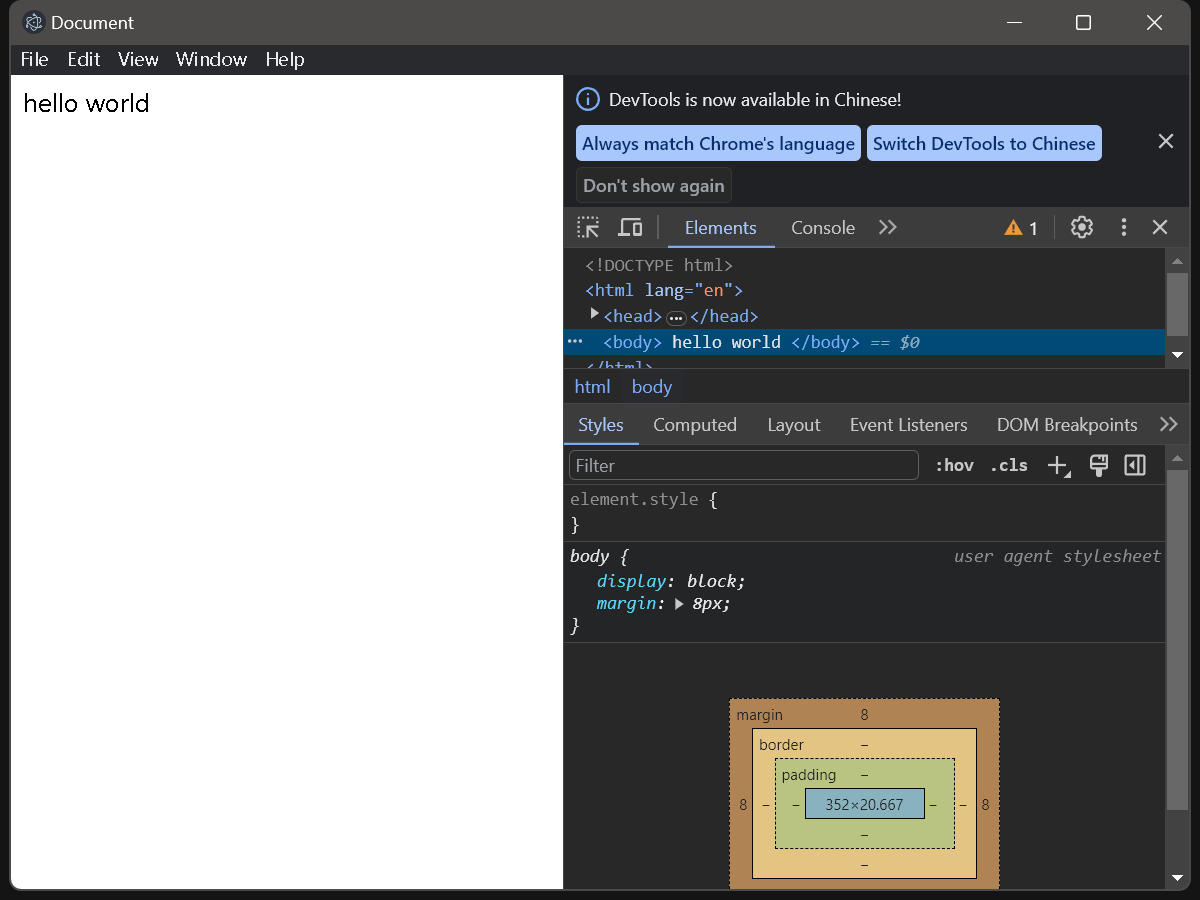 Document
File Edit View Window Help
hello world
DevTools is now available in Chinese!
Always match Chrome's language Switch DevTools to Chinese
Don't show again
Elements Console 1
<!DOCTYPE html>
<html lang="en">
<head> ••• </head>
••• <body> hello world </body> == $0
</html>
html body
Styles Computed Layout Event Listeners DOM Breakpoints
Filter :hov .cls
element.style {
}
body { user agent stylesheet
display: block;
margin: 8px;
}
margin 8
border –
padding –
8 – – 352×20.667 – – 8
–
–